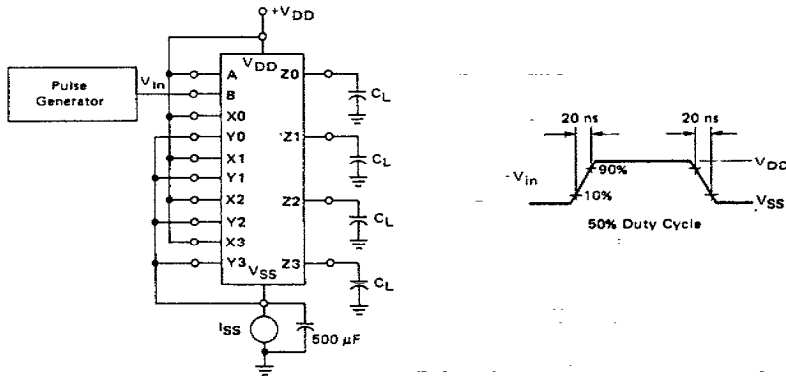 +VDD
Pulse
Generator
Vin
VDD
A
B
X0
Y0
X1
Y1
X2
Y2
X3
Y3
VSS
Z0
Z1
Z2
Z3
CL
CL
CL
CL
ISS
500 μF
20 ns
20 ns
Vin
90%
10%
VDD
VSS
50% Duty Cycle